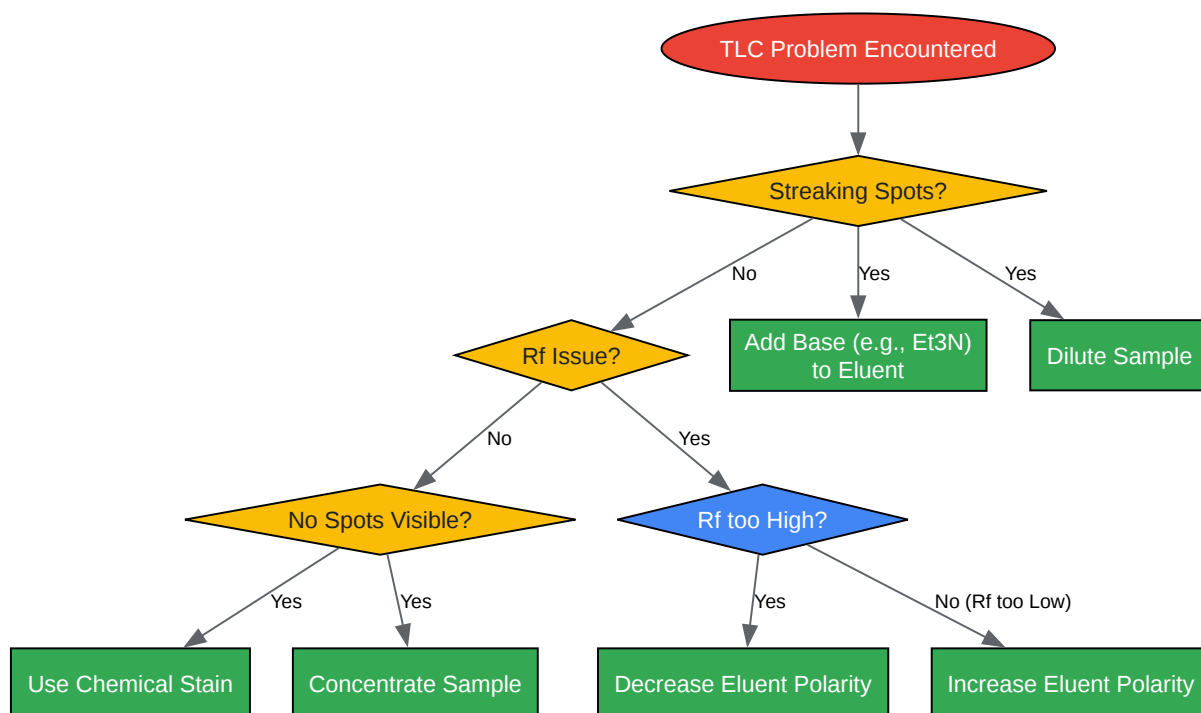 TLC Problem Encountered
Streaking Spots?
No
Yes
Yes
Rf Issue?
Add Base (e.g., Et3N)
to Eluent
Dilute Sample
No
Yes
No Spots Visible?
Rf too High?
Yes
Yes
Yes
No (Rf too Low)
Use Chemical Stain
Concentrate Sample
Decrease Eluent Polarity
Increase Eluent Polarity